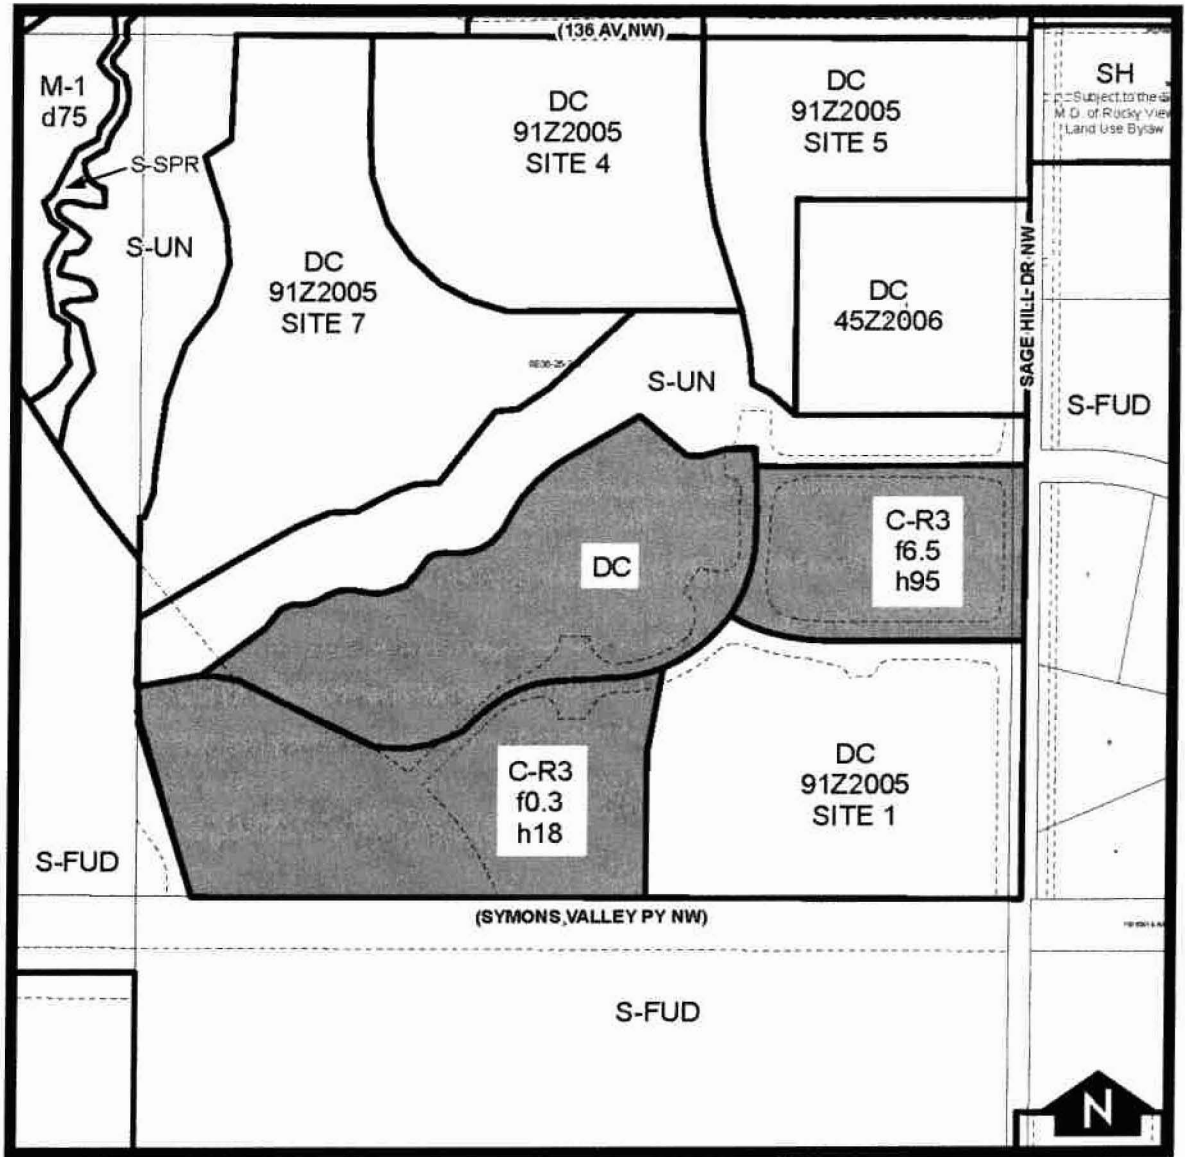 (136 AV NW)
M-1
d75
S-SPR
S-UN
DC
91Z2005
SITE 4
DC
91Z2005
SITE 5
SH
Subject to the
M.D. of Rocky View
Land Use Bylaw
DC
91Z2005
SITE 7
DC
45Z2006
SAGE HILL DR NW
S-UN
S-FUD
DC
C-R3
f6.5
h95
C-R3
f0.3
h18
DC
91Z2005
SITE 1
S-FUD
(SYMONS VALLEY PY NW)
S-FUD
N